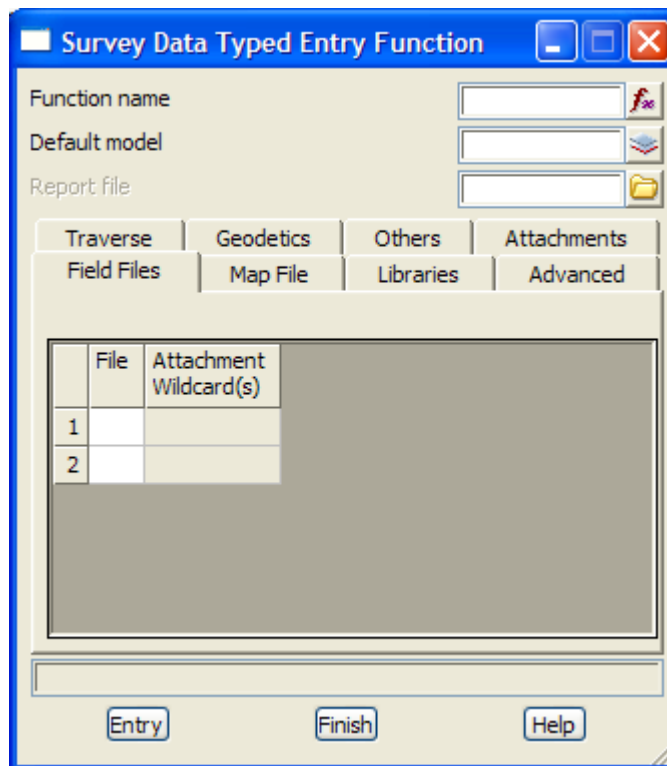 Survey Data Typed Entry Function
Function name
Default model
Report file
Traverse Geodetics Others Attachments
Field Files Map File Libraries Advanced
File Attachment
Wildcard(s)
1
2
Entry Finish Help